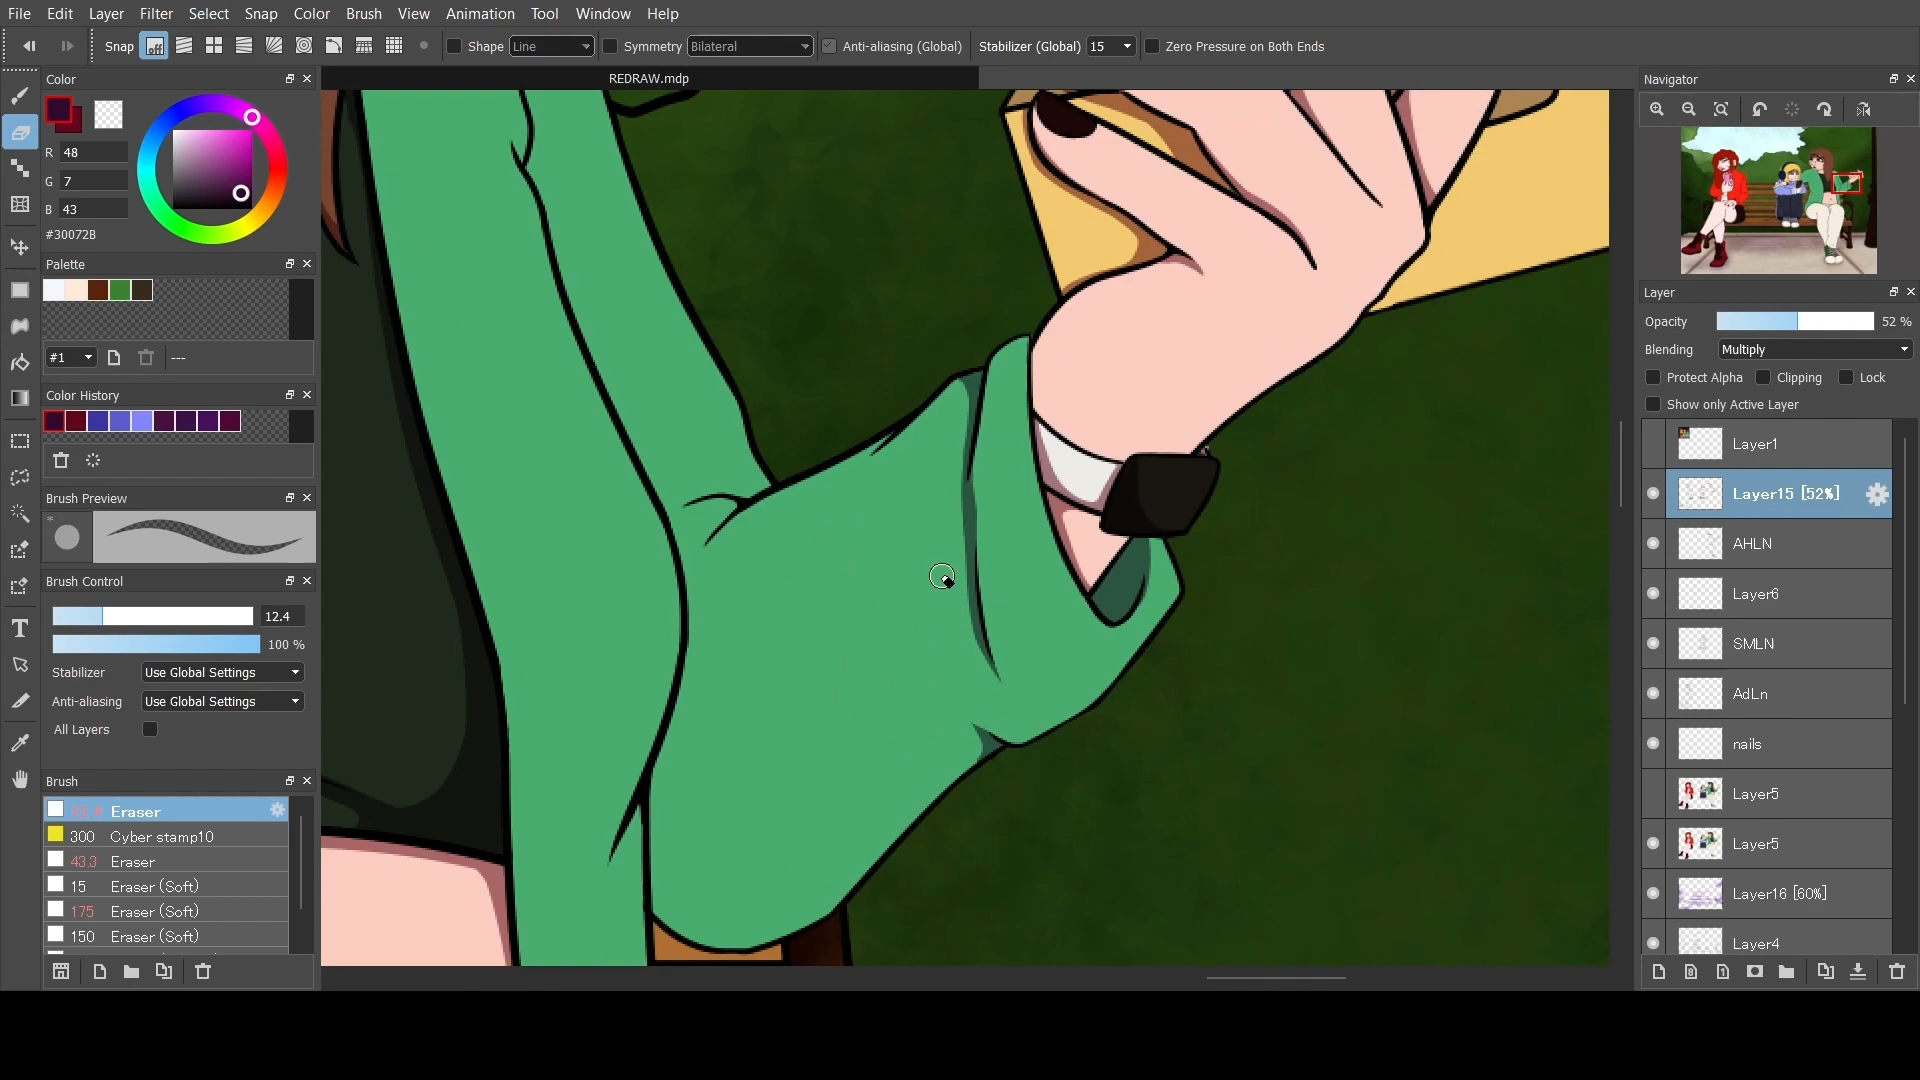 File Edit Layer Filter Select Snap Color Brush View Animation Tool Window Help
Snap off Shape Line Symmetry Bilateral Anti-aliasing (Global) Stabilizer (Global) 15 Zero Pressure on Both Ends
Color
REDRAW.mdp
R 48
G 7
B 43
#30072B
Palette
#1 ---
Color History
Brush Preview
*
Brush Control
12.4
100 %
Stabilizer Use Global Settings
Anti-aliasing Use Global Settings
All Layers
Brush
Eraser
300 Cyber stamp10
43.3 Eraser
15 Eraser (Soft)
175 Eraser (Soft)
150 Eraser (Soft)
Navigator
Layer
Opacity 52 %
Blending Multiply
Protect Alpha Clipping Lock
Show only Active Layer
Layer1
Layer15 [52%]
AHLN
Layer6
SMLN
AdLn
nails
Layer5
Layer5
Layer16 [60%]
Layer4